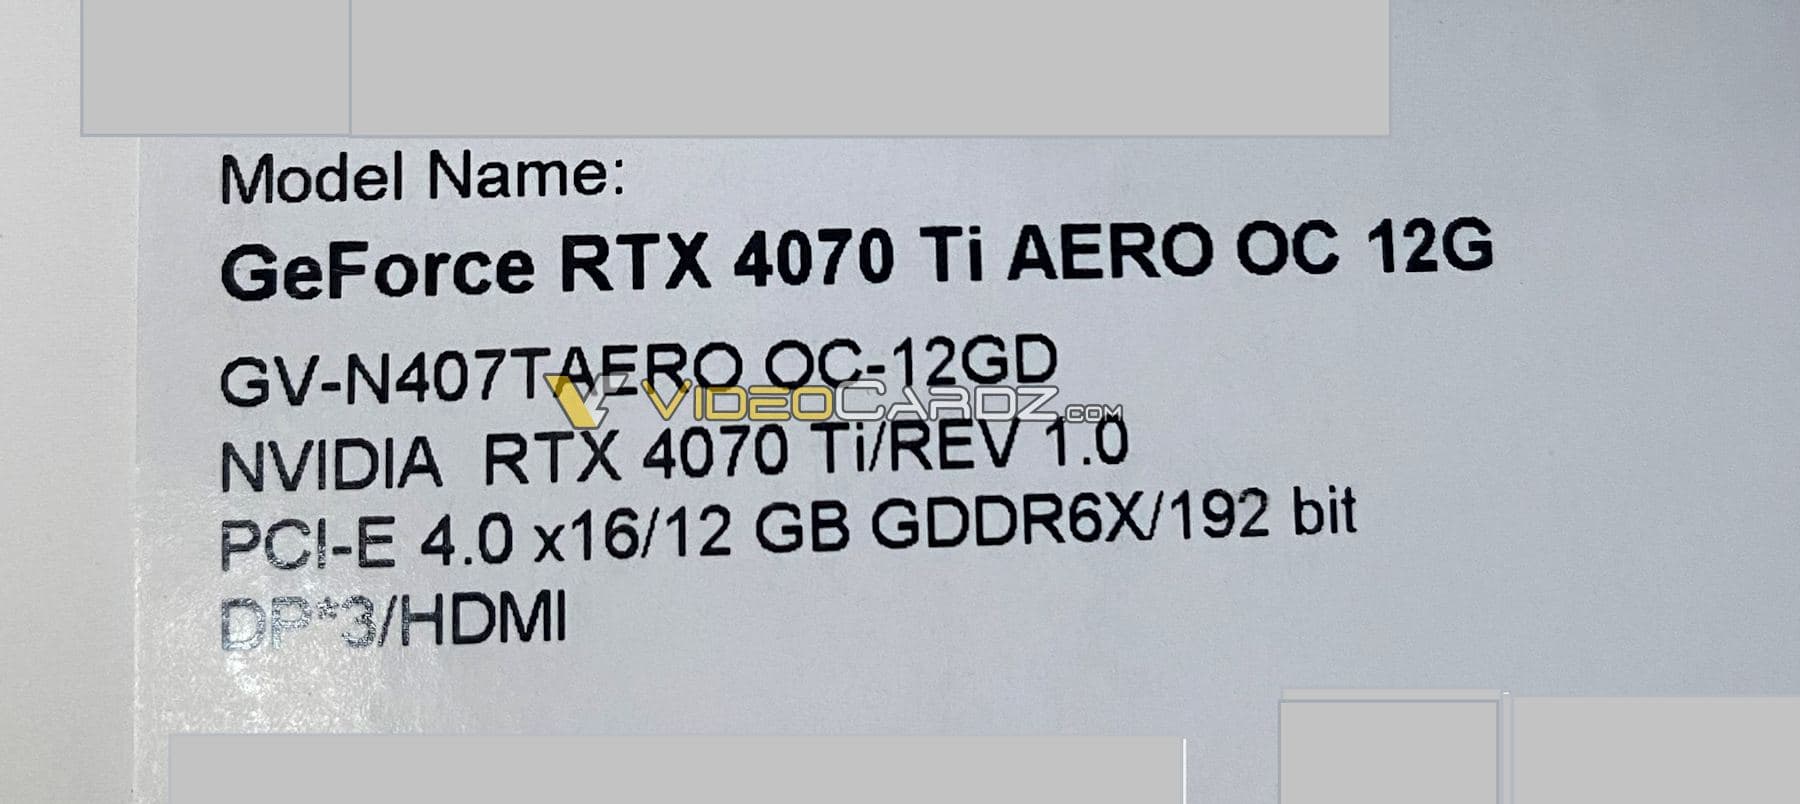 Model Name:
GeForce RTX 4070 Ti AERO OC 12G
GV-N407TAERO OC-12GD
VIDEOCARDZ.COM
NVIDIA RTX 4070 Ti/REV 1.0
PCI-E 4.0 x16/12 GB GDDR6X/192 bit
DP*3/HDMI